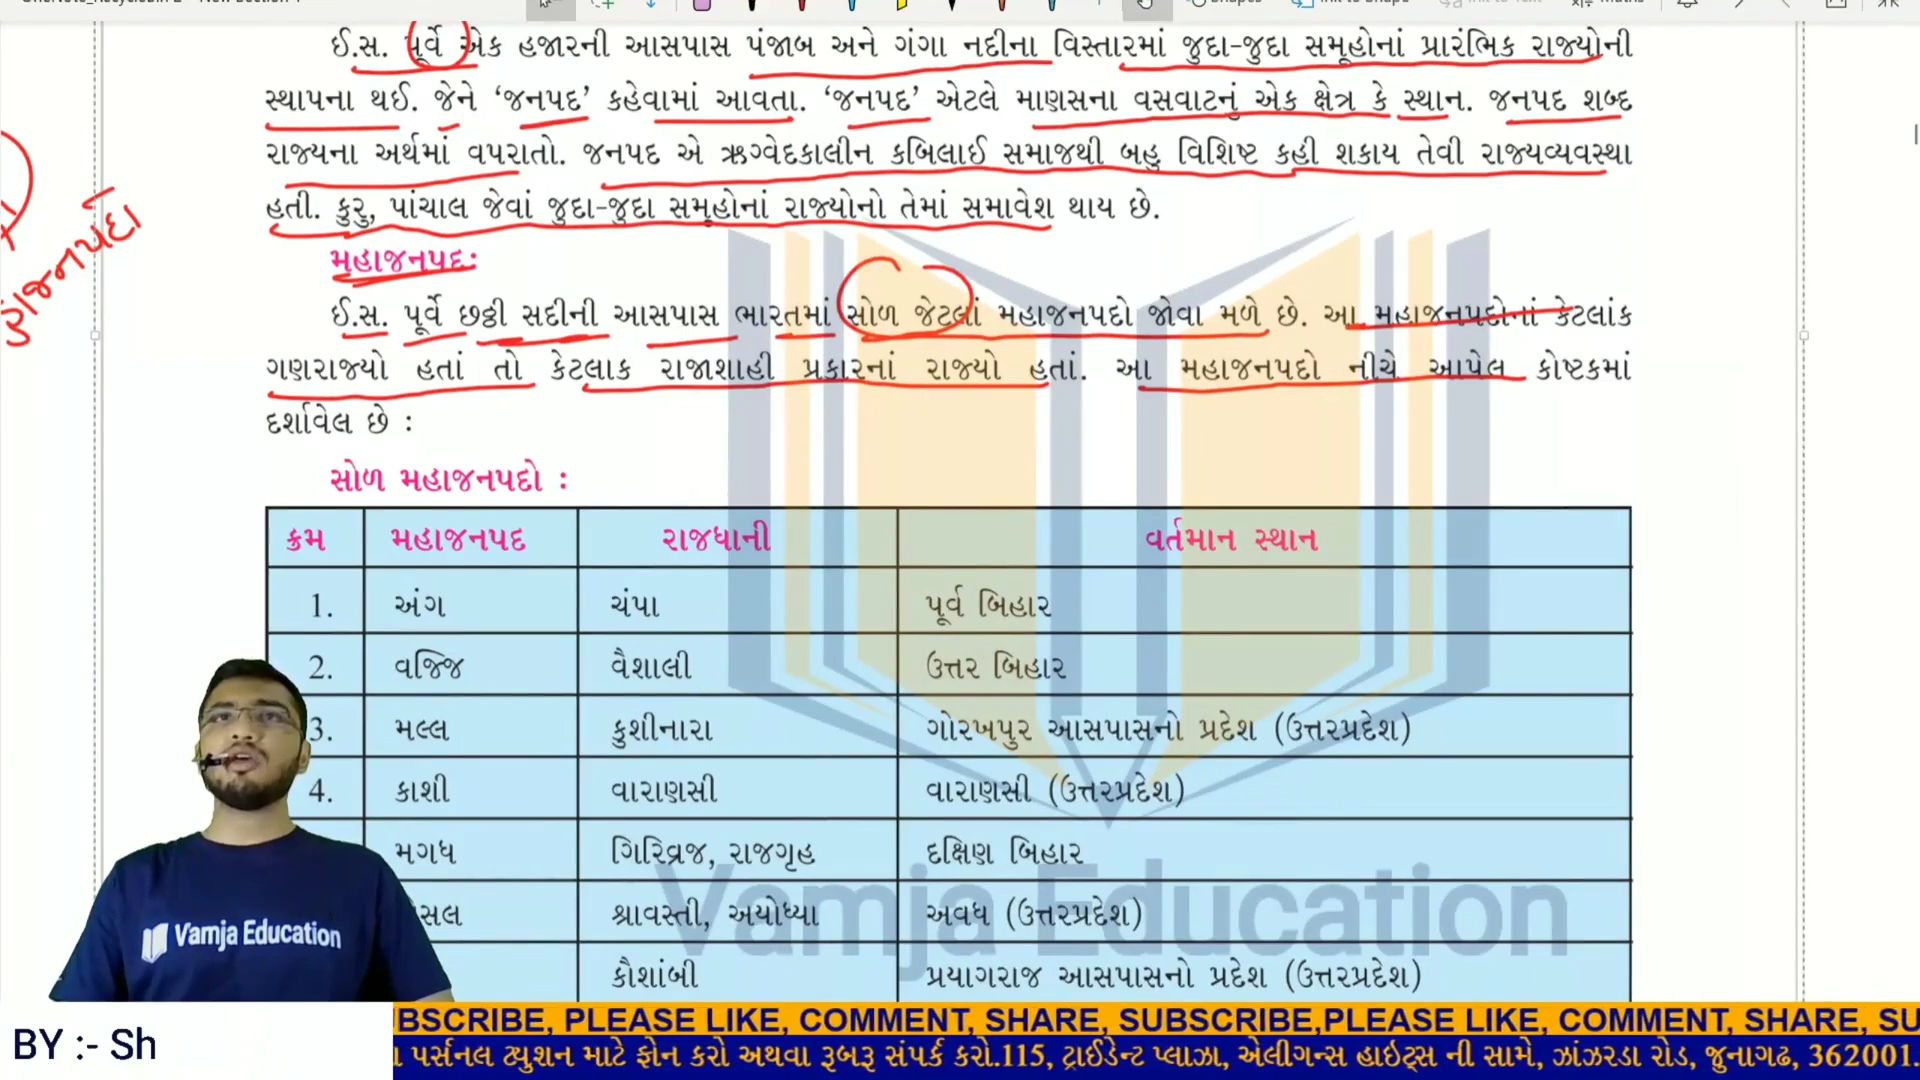 ઈ.સ. પૂર્વે એક હજારની આસપાસ પંજાબ અને ગંગા નદીના વિસ્તારમાં જુદા-જુદા સમૂહોનાં પ્રારંભિક રાજ્યોની
સ્થાપના થઈ. જેને ‘જનપદ’ કહેવામાં આવતા. ‘જનપદ’ એટલે માણસના વસવાટનું એક ક્ષેત્ર કે સ્થાન. જનપદ શબ્દ
રાજ્યના અર્થમાં વપરાતો. જનપદ એ ઋગ્વેદકાલીન કબિલાઈ સમાજથી બહુ વિશિષ્ટ કહી શકાય તેવી રાજ્યવ્યવસ્થા
હતી. કુરુ, પાંચાલ જેવાં જુદા-જુદા સમૂહોનાં રાજ્યોનો તેમાં સમાવેશ થાય છે.
મહાજનપદ:
ઈ.સ. પૂર્વે છઠ્ઠી સદીની આસપાસ ભારતમાં સોળ જેટલાં મહાજનપદો જોવા મળે છે. આ મહાજનપદોનાં કેટલાંક
ગણરાજ્યો હતાં તો કેટલાક રાજાશાહી પ્રકારનાં રાજ્યો હતાં. આ મહાજનપદો નીચે આપેલ કોષ્ટકમાં
દર્શાવેલ છે :
સોળ મહાજનપદો :
ક્રમ મહાજનપદ રાજધાની વર્તમાન સ્થાન
1. અંગ ચંપા પૂર્વ બિહાર
2. વજ્જિ વૈશાલી ઉત્તર બિહાર
3. મલ્લ કુશીનારા ગોરખપુર આસપાસનો પ્રદેશ (ઉત્તરપ્રદેશ)
4. કાશી વારાણસી વારાણસી (ઉત્તરપ્રદેશ)
મગધ ગિરિવ્રજ, રાજગૃહ દક્ષિણ બિહાર
સલ શ્રાવસ્તી, અયોધ્યા અવધ (ઉત્તરપ્રદેશ)
કૌશાંબી પ્રયાગરાજ આસપાસનો પ્રદેશ (ઉત્તરપ્રદેશ)
Vamja Education
Vamja Education
BY :- Sh
BSCRIBE, PLEASE LIKE, COMMENT, SHARE, SUBSCRIBE,PLEASE LIKE, COMMENT, SHARE, SU
પર્સનલ ટ્યુશન માટે ફોન કરો અથવા રૂબરૂ સંપર્ક કરો.115, ટ્રાઈડેન્ટ પ્લાઝા, એલીગન્સ હાઇટ્સ ની સામે, ઝાંઝરડા રોડ, જુનાગઢ, 362001.